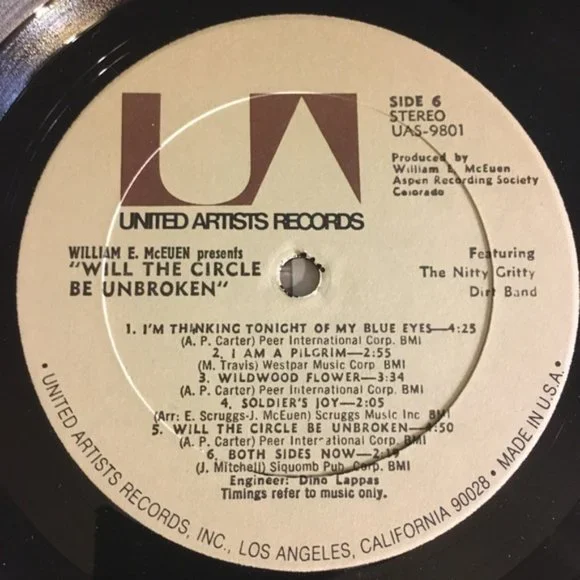 UA
SIDE 6
STEREO
UAS-9801
Produced by
William E. McEuen
Aspen Recording Society
Colorado
UNITED ARTISTS RECORDS
WILLIAM E. McEUEN presents
"WILL THE CIRCLE
BE UNBROKEN"
Featuring
The Nitty Gritty
Dirt Band
1. I'M THINKING TONIGHT OF MY BLUE EYES—4:25
(A. P. Carter) Peer International Corp. BMI
2. I AM A PILGRIM—2:55
(M. Travis) Westpar Music Corp BMI
3. WILDWOOD FLOWER—3:34
(A. P. Carter) Peer International Corp. BMI
4. SOLDIER'S JOY—2:05
(Arr: E. Scruggs-J. McEuen) Scruggs Music Inc BMI
5. WILL THE CIRCLE BE UNBROKEN—4:50
(A. P. Carter) Peer International Corp. BMI
6. BOTH SIDES NOW—2:19
(J. Mitchell) Siquomb Pub. Corp. BMI
Engineer: Dino Lappas
Timings refer to music only.
• UNITED ARTISTS RECORDS, INC., LOS ANGELES, CALIFORNIA 90028 • MADE IN U.S.A. •